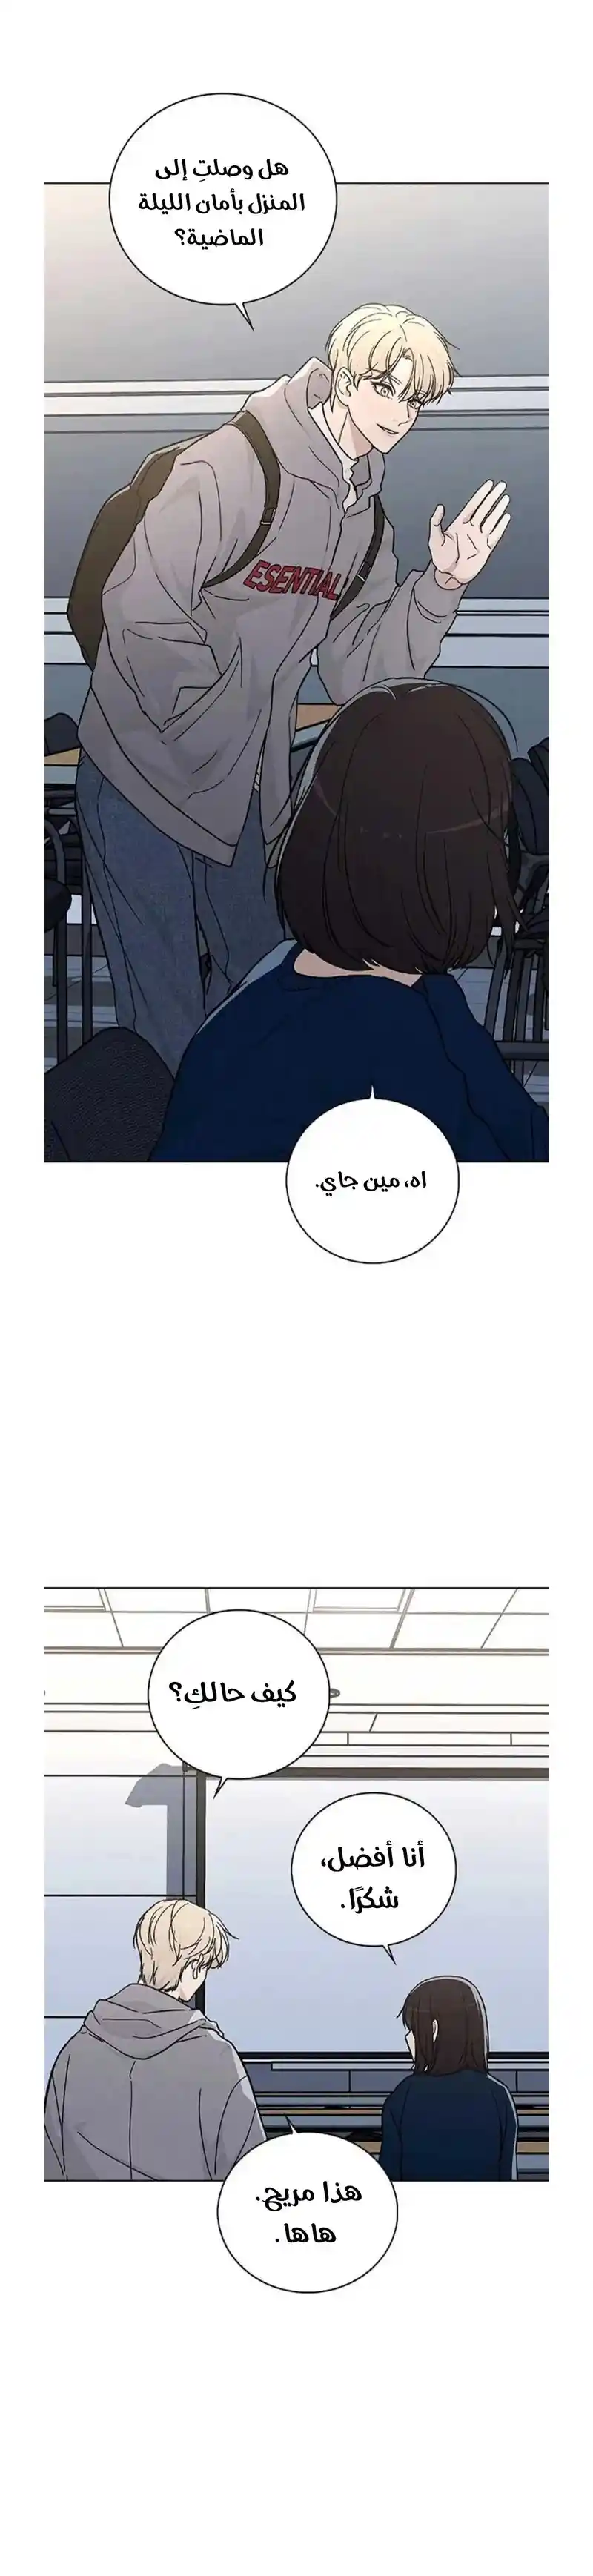 هل وصلتِ إلى
المنزل بأمان الليلة
الماضية؟
ESENTIAL
اه، مين جاي.
كيف حالكِ؟
أنا أفضل،
شكرًا.
هذا مريح.
هاها.